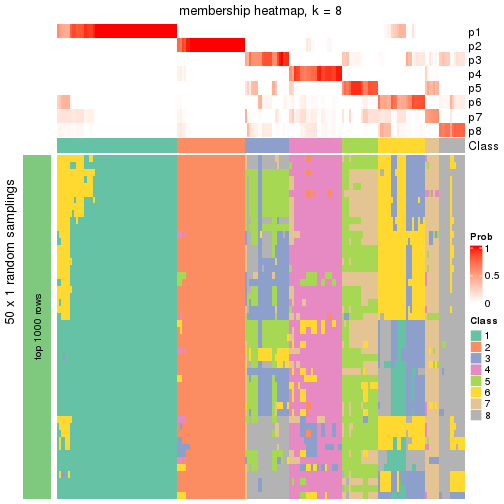 membership heatmap, k = 8
p1
p2
p3
p4
p5
p6
p7
p8
Class
50 x 1 random samplings
top 1000 rows
Prob
1
0.5
0
Class
1
2
3
4
5
6
7
8